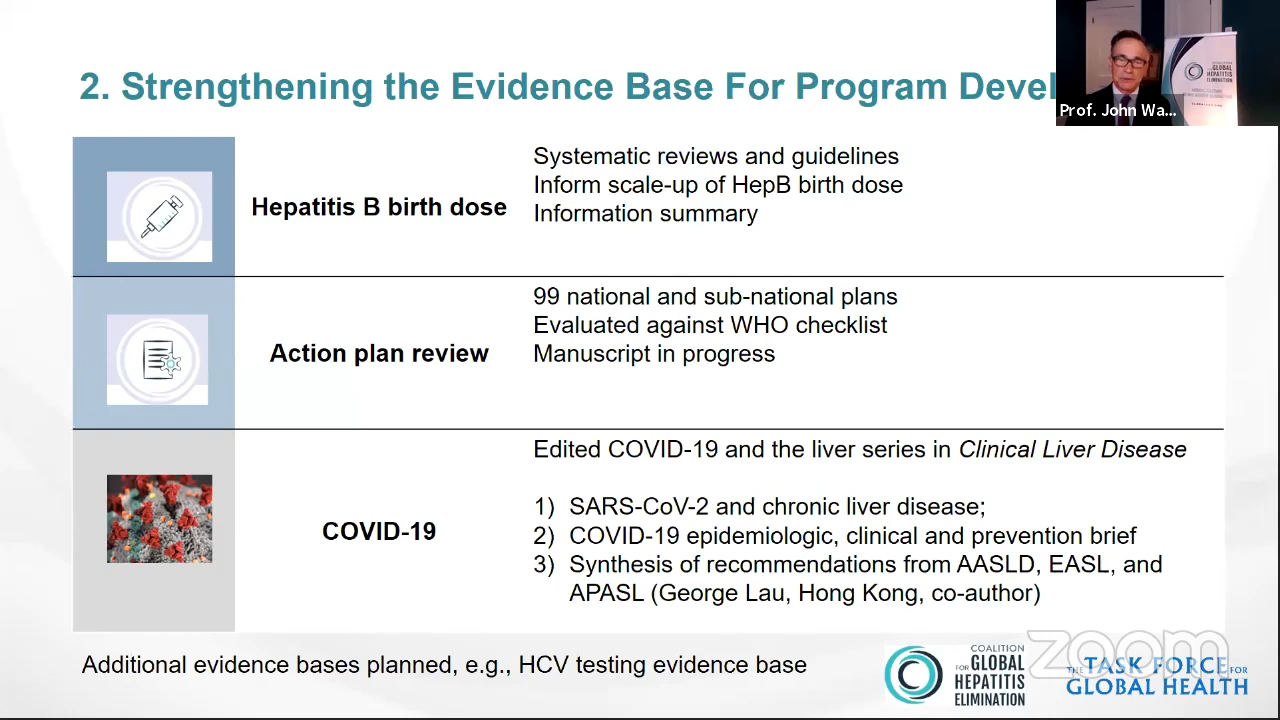 2. Strengthening the Evidence Base For Program Devel
COALITION
GLOBAL
HEPATITIS
ELIMINATION
Prof. John Wa...
Hepatitis B birth dose
Systematic reviews and guidelines
Inform scale-up of HepB birth dose
Information summary
Action plan review
99 national and sub-national plans
Evaluated against WHO checklist
Manuscript in progress
COVID-19
Edited COVID-19 and the liver series in Clinical Liver Disease
1) SARS-CoV-2 and chronic liver disease;
2) COVID-19 epidemiologic, clinical and prevention brief
3) Synthesis of recommendations from AASLD, EASL, and
APASL (George Lau, Hong Kong, co-author)
Additional evidence bases planned, e.g., HCV testing evidence base
COALITION
FOR GLOBAL
HEPATITIS
ELIMINATION
zoom
THE TASK FORCE FOR
GLOBAL HEALTH